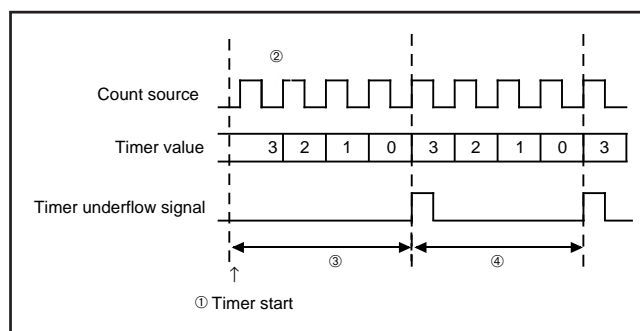 ②
Count source
Timer value 3 2 1 0 3 2 1 0 3
Timer underflow signal
③ ④
↑
① Timer start